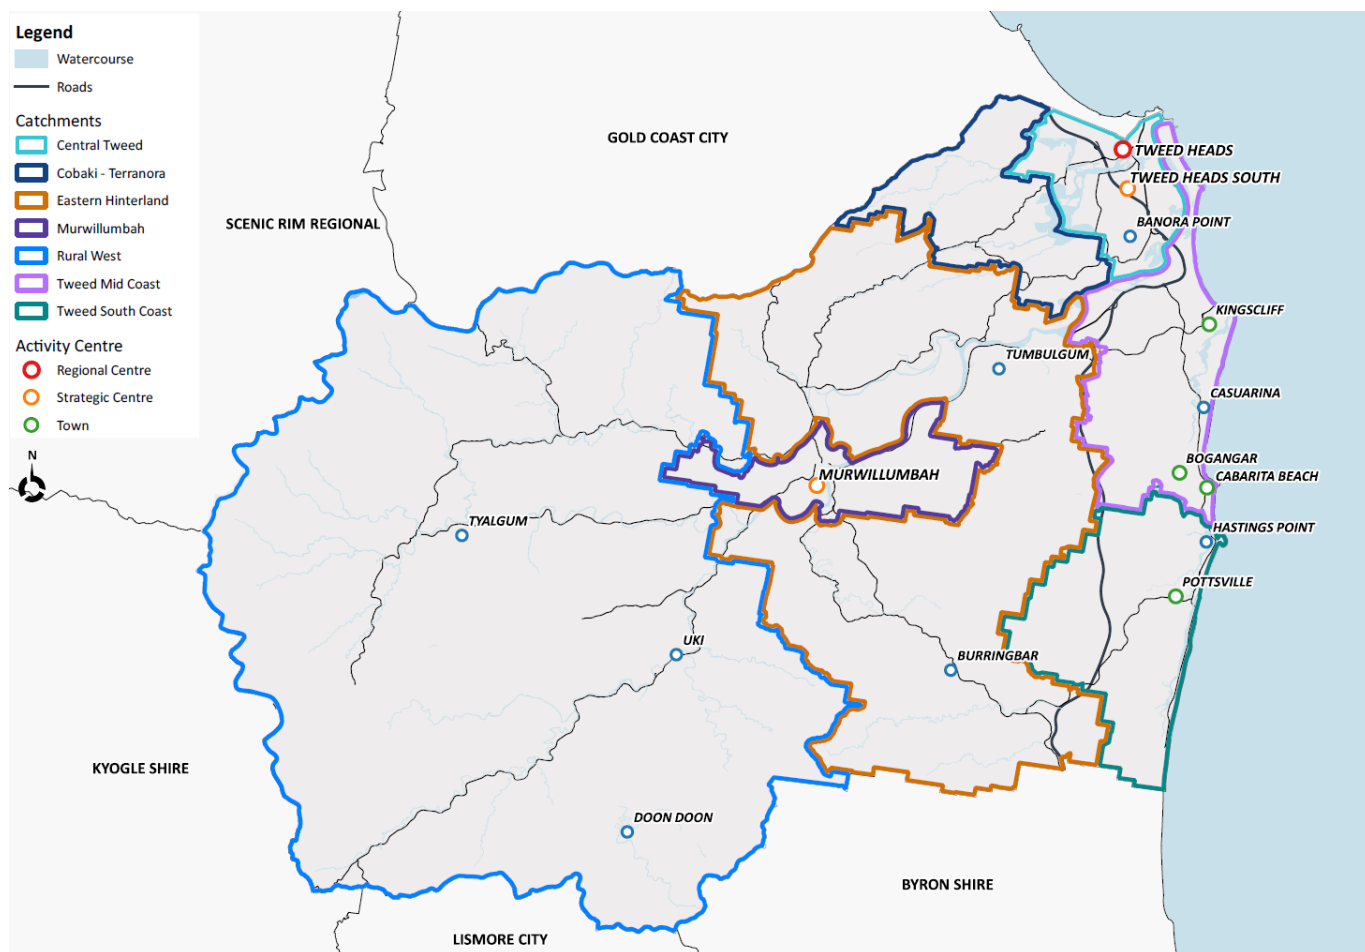 Legend
Watercourse
Roads
Catchments
Central Tweed
Cobaki - Terranora
Eastern Hinterland
Murwillumbah
Rural West
Tweed Mid Coast
Tweed South Coast
Activity Centre
Regional Centre
Strategic Centre
Town
N
GOLD COAST CITY
SCENIC RIM REGIONAL
TWEED HEADS
TWEED HEADS SOUTH
BANORA POINT
KINGSCLIFF
TUMBULGUM
CASUARINA
BOGANGAR
CABARITA BEACH
MURWILLUMBAH
TYALGUM
HASTINGS POINT
POTTSVILLE
UKI
BURRINGBAR
KYOGLE SHIRE
DOON DOON
BYRON SHIRE
LISMORE CITY